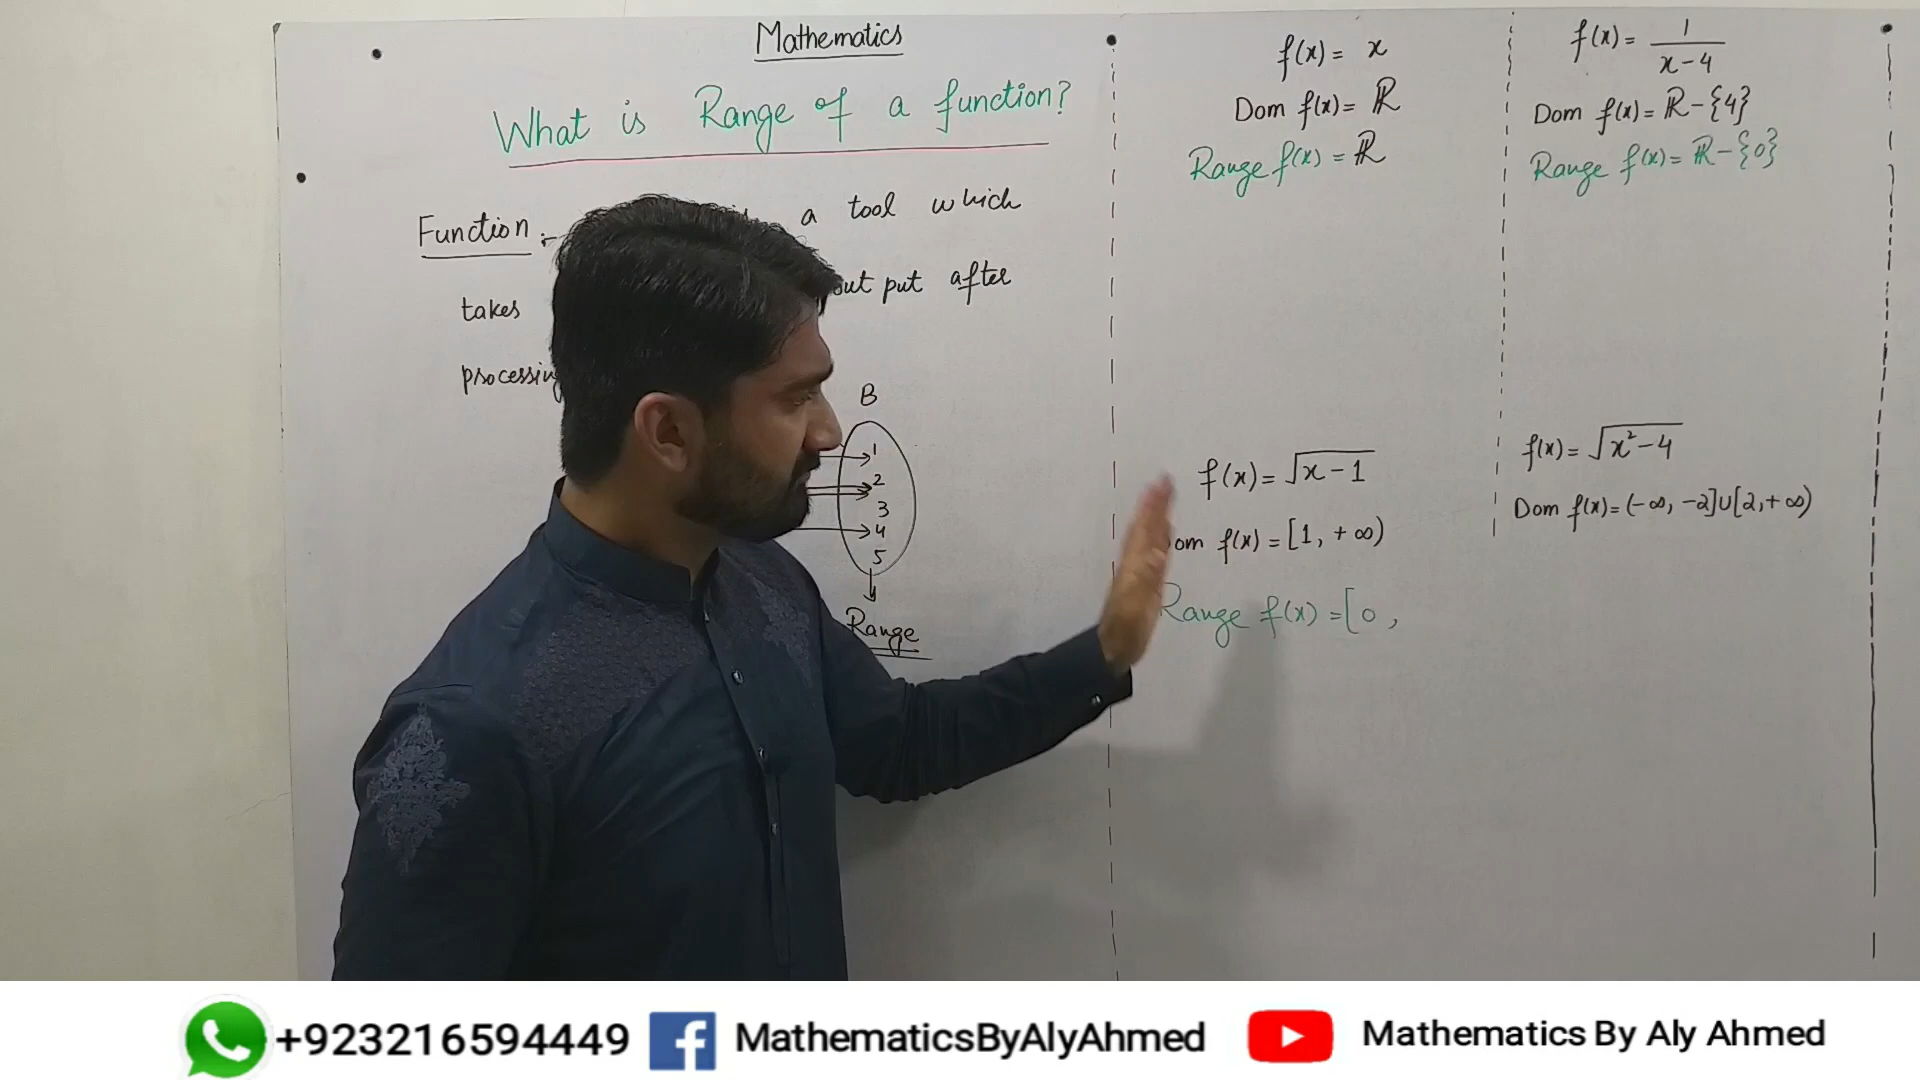 Mathematics
What is Range of a function?
Function :- a tool which
takes out put after
processing
B
1
2
3
4
5
Range
f(x) = x
Dom f(x) = ℝ
Range f(x) = ℝ
f(x) = 1/(x-4)
Dom f(x) = ℝ - {4}
Range f(x) = ℝ - {0}
f(x) = √(x-1)
om f(x) = [1, +∞)
Range f(x) = [0 ,
f(x) = √(x²-4)
Dom f(x) = (-∞, -2]∪[2, +∞)
+923216594449 MathematicsByAlyAhmed Mathematics By Aly Ahmed